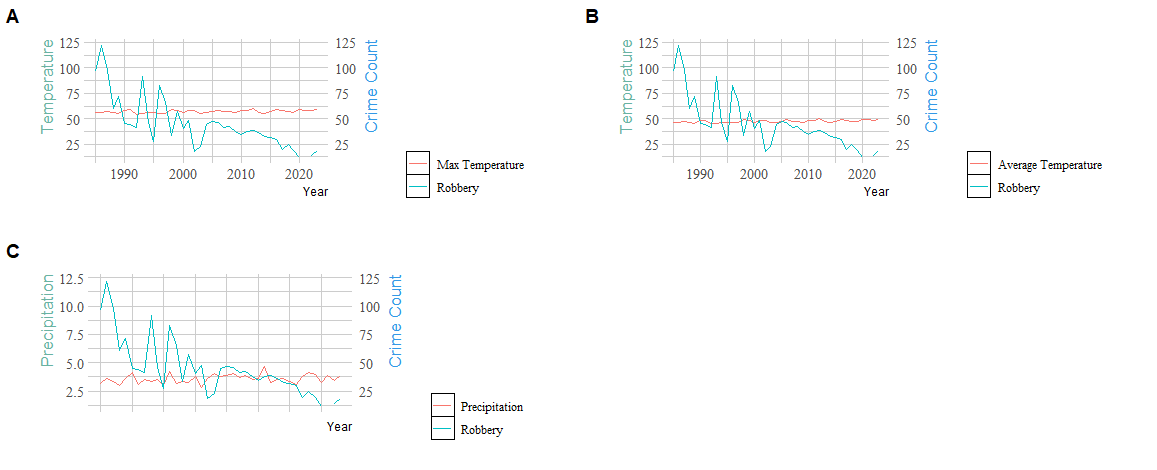 A
Temperature
125
100
75
50
25
125
100
75
50
25
Crime Count
1990
2000
2010
2020
Year
Max Temperature
Robbery
B
Temperature
125
100
75
50
25
125
100
75
50
25
Crime Count
1990
2000
2010
2020
Year
Average Temperature
Robbery
C
Precipitation
12.5
10.0
7.5
5.0
2.5
125
100
75
50
25
Crime Count
Year
Precipitation
Robbery